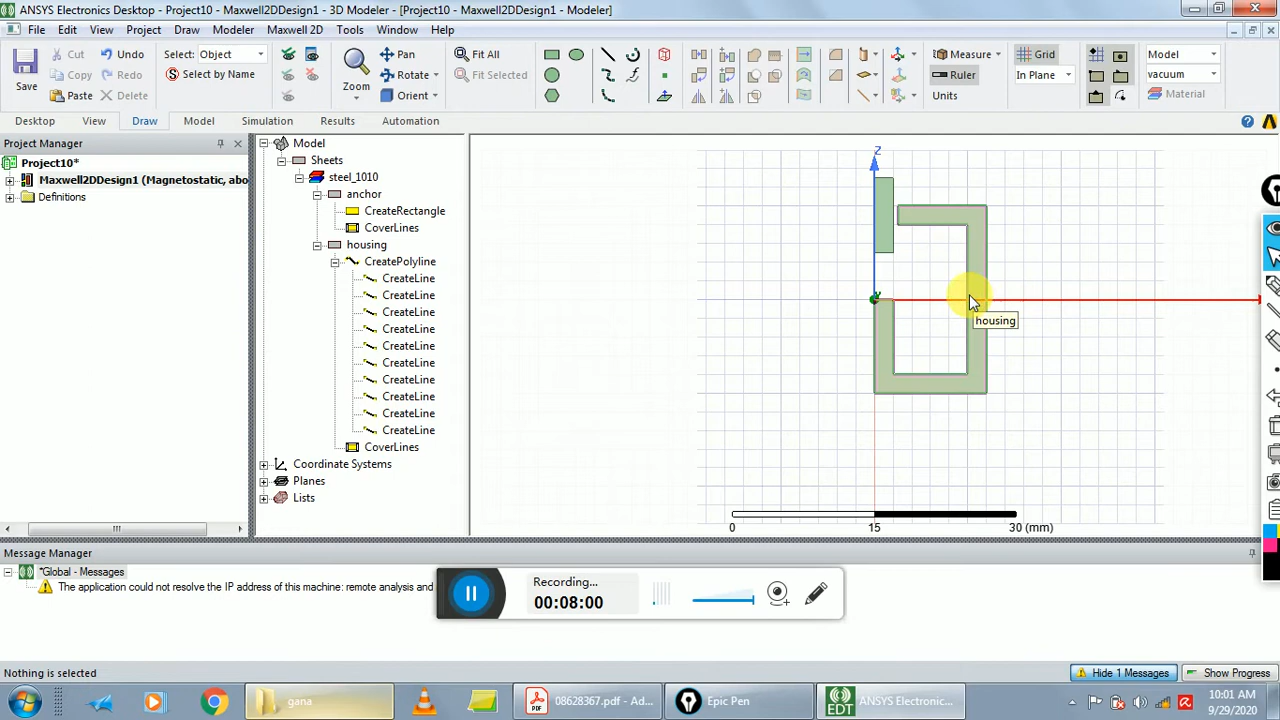 ANSYS Electronics Desktop - Project10 - Maxwell2DDesign1 - 3D Modeler - [Project10 - Maxwell2DDesign1 - Modeler]
File Edit View Project Draw Modeler Maxwell 2D Tools Window Help
Save
Cut
Copy
Paste
Undo
Redo
Delete
Select: Object
Select by Name
Zoom
Pan
Rotate
Orient
Fit All
Fit Selected
Measure
Ruler
Units
Grid
In Plane
Model
vacuum
Material
Desktop View Draw Model Simulation Results Automation
Project Manager
Project10*
Maxwell2DDesign1 (Magnetostatic, abo
Definitions
Model
Sheets
steel_1010
anchor
CreateRectangle
CoverLines
housing
CreatePolyline
CreateLine
CreateLine
CreateLine
CreateLine
CreateLine
CreateLine
CreateLine
CreateLine
CreateLine
CreateLine
CoverLines
Coordinate Systems
Planes
Lists
Z
housing
0 15 30 (mm)
Message Manager
*Global - Messages
The application could not resolve the IP address of this machine: remote analysis and
Recording...
00:08:00
Nothing is selected
Hide 1 Messages
Show Progress
gana
08628367.pdf - Ad...
Epic Pen
ANSYS Electronic...
10:01 AM
9/29/2020